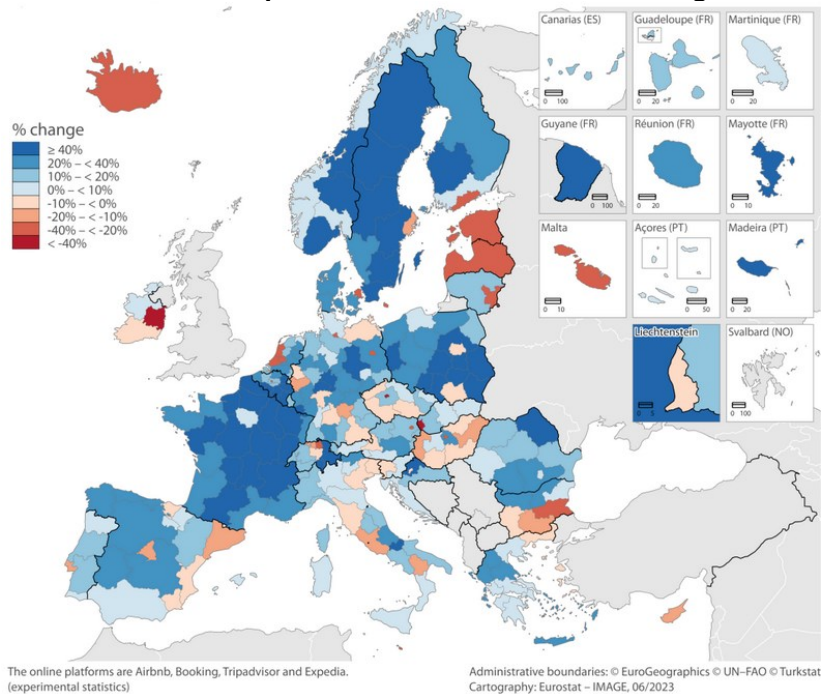 Canarias (ES)
0 100
Guadeloupe (FR)
0 20
Martinique (FR)
0 20
Guyane (FR)
0 100
Réunion (FR)
0 20
Mayotte (FR)
0 10
Malta
0 10
Açores (PT)
0 50
Madeira (PT)
0 20
Liechtenstein
0 5
Svalbard (NO)
0 100
% change
≥ 40%
20% – < 40%
10% – < 20%
0% – < 10%
-10% – < 0%
-20% – < -10%
-40% – < -20%
< -40%
The online platforms are Airbnb, Booking, Tripadvisor and Expedia.
(experimental statistics)
Administrative boundaries: © EuroGeographics © UN–FAO © Turkstat
Cartography: Eurostat – IMAGE, 06/2023